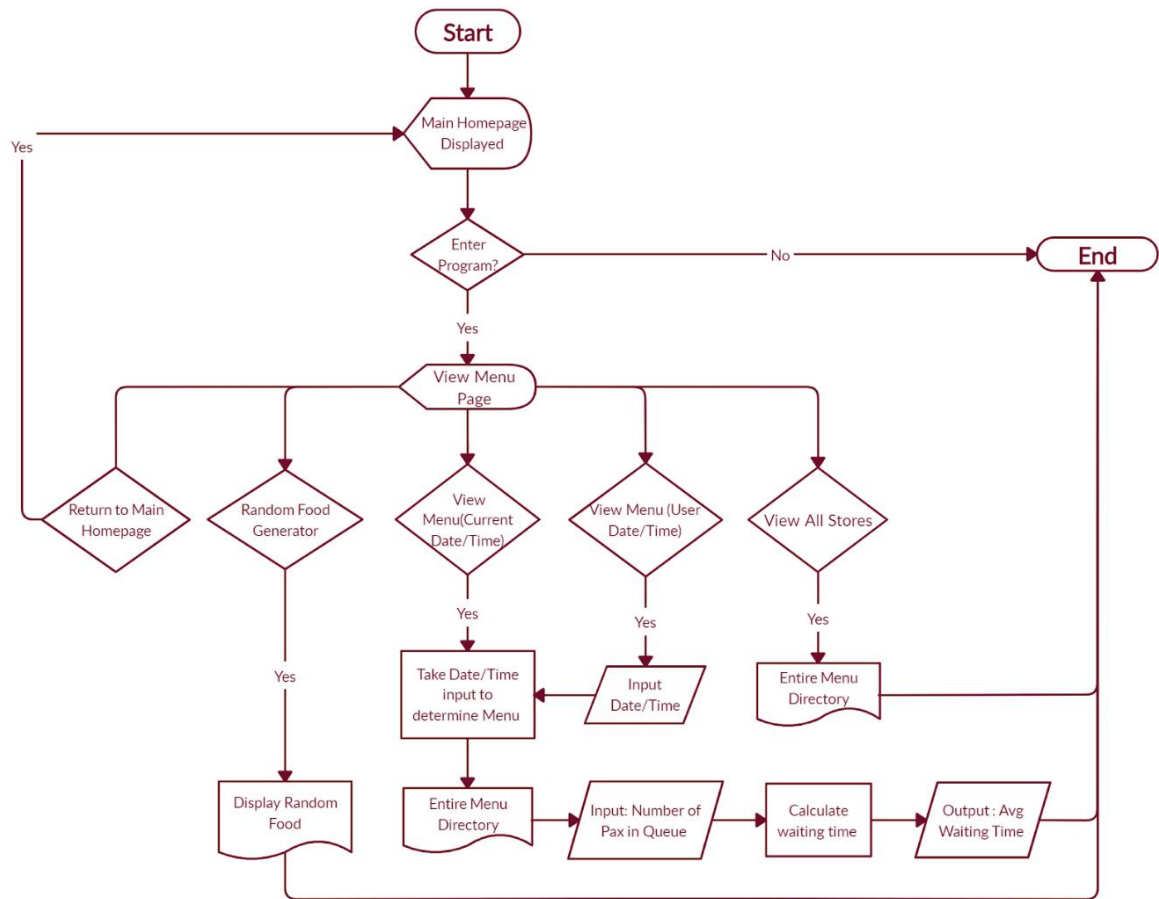 Start
Main Homepage
Displayed
Yes
Enter
Program?
No
End
Yes
View Menu
Page
Return to Main
Homepage
Random Food
Generator
View
Menu(Current
Date/Time)
View Menu (User
Date/Time)
View All Stores
Yes
Yes
Yes
Yes
Take Date/Time
input to
determine Menu
Input
Date/Time
Entire Menu
Directory
Display Random
Food
Entire Menu
Directory
Input: Number of
Pax in Queue
Calculate
waiting time
Output : Avg
Waiting Time